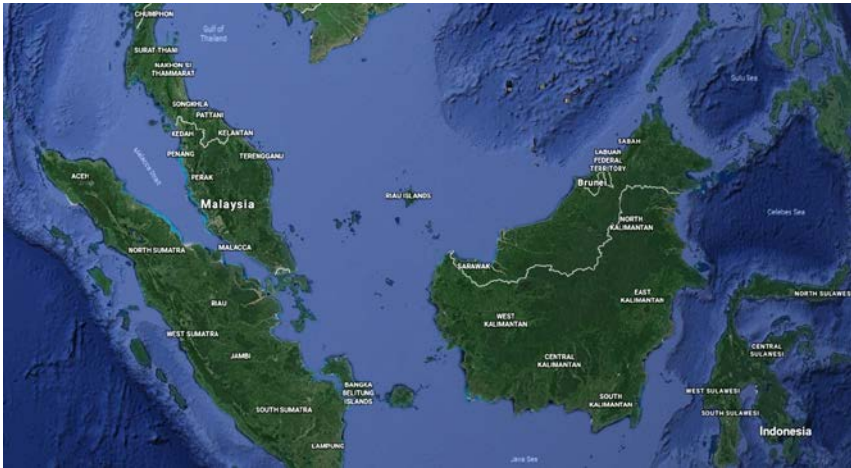 CHUMPHON
Gulf of
Thailand
SURAT THANI
NAKHON SI
THAMMARAT
Sulu Sea
SONGKHLA
PATTANI
KEDAH
KELANTAN
PENANG
TERENGGANU
Malacca Strait
PERAK
ACEH
SABAH
LABUAN
FEDERAL
TERRITORY
Brunei
Malaysia
RIAU ISLANDS
NORTH
KALIMANTAN
Celebes Sea
MALACCA
NORTH SUMATRA
SARAWAK
RIAU
EAST
KALIMANTAN
NORTH SULAWES
WEST
KALIMANTAN
WEST SUMATRA
JAMBI
CENTRAL
SULAWESI
CENTRAL
KALIMANTAN
BANGKA
BELITUNG
ISLANDS
WEST SULAWESI
SOUTH
KALIMANTAN
SOUTH SUMATRA
SOUTH SULAWESI
Indonesia
LAMPUNG
Java Sea